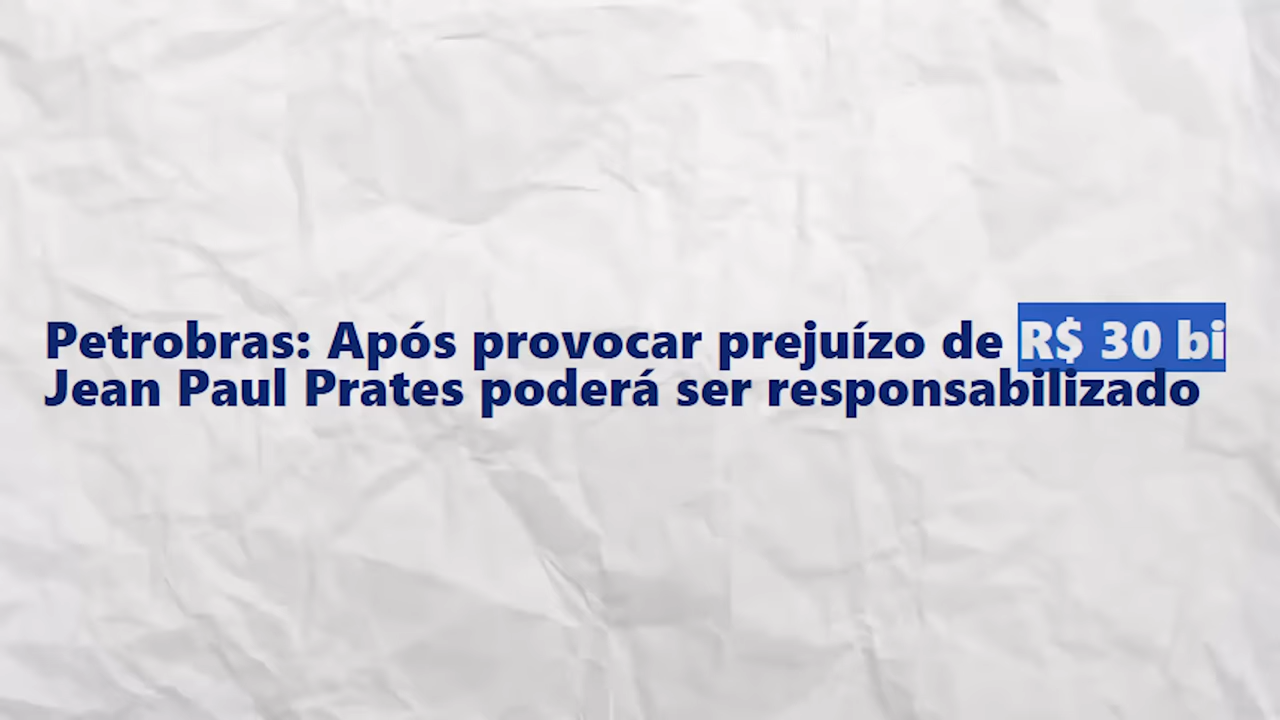 Petrobras: Após provocar prejuízo de R$ 30 bi
Jean Paul Prates poderá ser responsabilizado